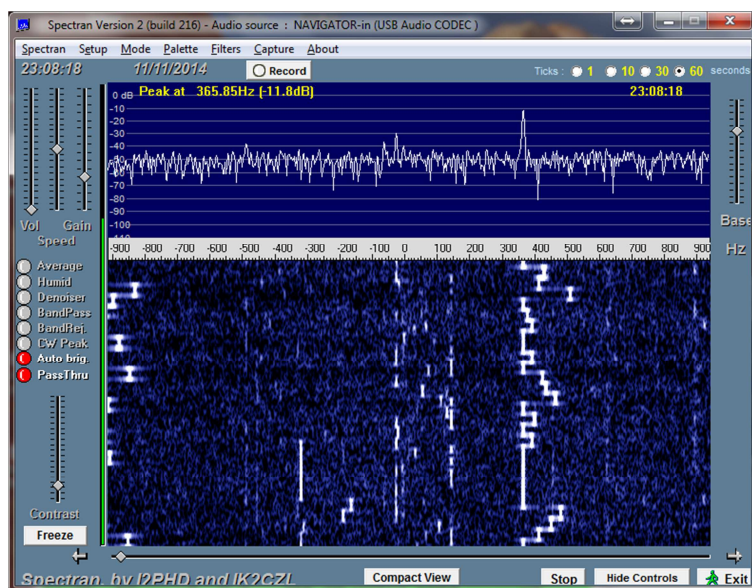 Spectran Version 2 (build 216) - Audio source : NAVIGATOR-in (USB Audio CODEC )
Spectran Setup Mode Palette Filters Capture About
23:08:18 11/11/2014 Record Ticks : 1 10 30 60 seconds
0 dB Peak at 365.85Hz (-11.8dB) 23:08:18
-10
-20
-30
-40
-50
-60
-70
-80
-90
-100
-110
Vol Gain
Speed
Base
-900 -800 -700 -600 -500 -400 -300 -200 -100 0 100 200 300 400 500 600 700 800 900
Hz
Average
Humid
Denoiser
BandPass
BandRej.
CW Peak
Auto brig.
PassThru
Contrast
Freeze
Spectran, by I2PHD and IK2CZL Compact View Stop Hide Controls Exit